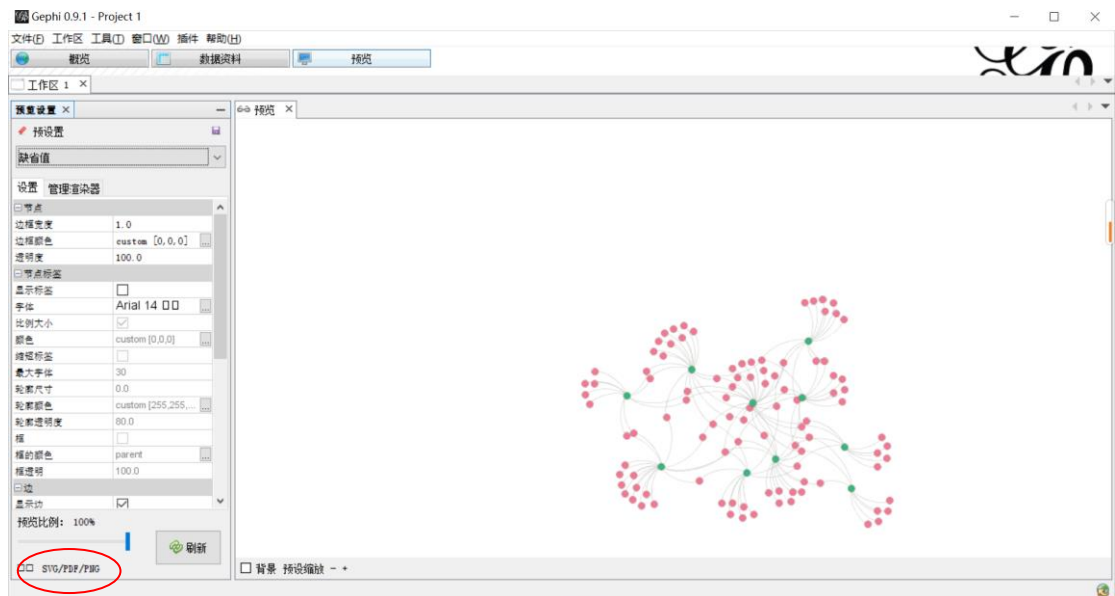 Gephi 0.9.1 - Project 1
文件(F) 工作区 工具(T) 窗口(W) 插件 帮助(H)
概览 数据资料 预览
工作区 1 ×
预览设置 ×
预览 ×
预设置
缺省值
设置 管理渲染器
节点
边框宽度 1.0
边框颜色 custom [0,0,0] ...
透明度 100.0
节点标签
显示标签
字体 Arial 14 □□ ...
比例大小
颜色 custom [0,0,0] ...
缩短标签
最大字体 30
轮廓尺寸 0.0
轮廓颜色 custom [255,255,... ...
轮廓透明度 80.0
框
框的颜色 parent ...
框透明 100.0
边
显示边
预览比例: 100%
刷新
□□ SVG/PDF/PNG
背景 预设缩放 - +